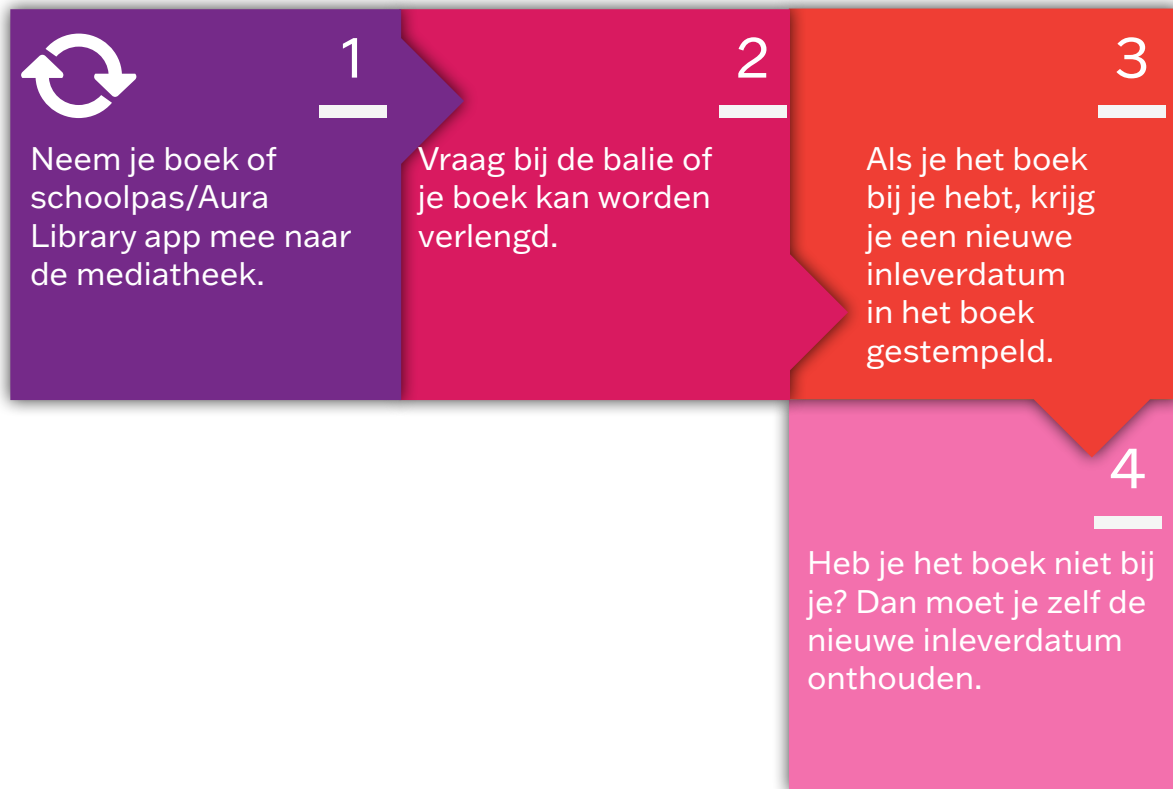 1
Neem je boek of
schoolpas/Aura
Library app mee naar
de mediatheek.
2
Vraag bij de balie of
je boek kan worden
verlengd.
3
Als je het boek
bij je hebt, krijg
je een nieuwe
inleverdatum
in het boek
gestempeld.
4
Heb je het boek niet bij
je? Dan moet je zelf de
nieuwe inleverdatum
onthouden.